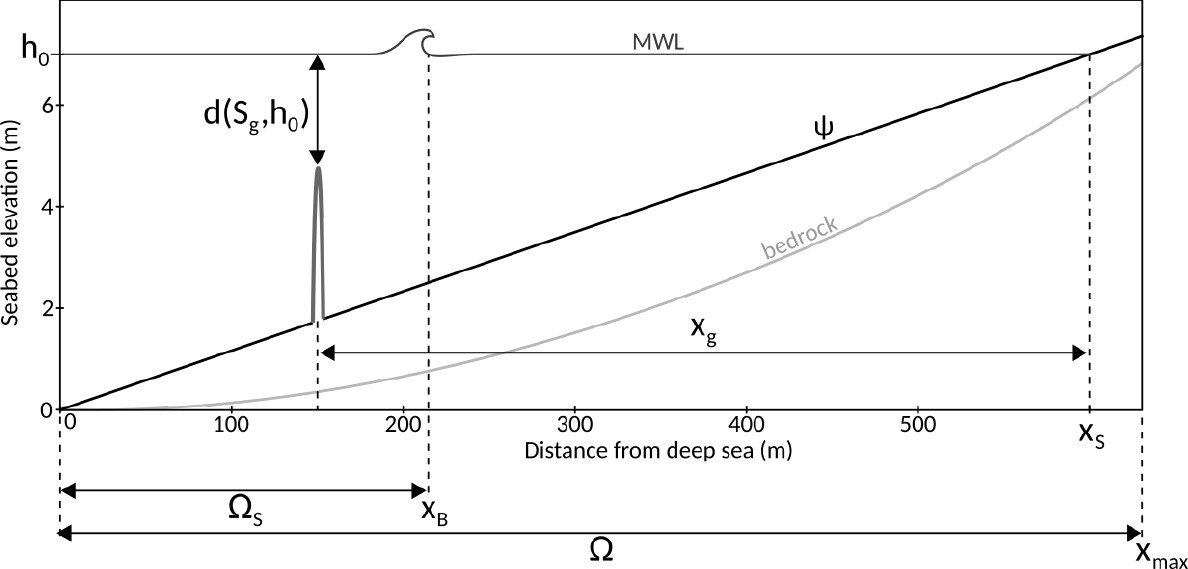 h₀
MWL
d(Sg,h₀)
6
ψ
4
bedrock
2
xg
0
0 100 200 300 400 500
xS
Seabed elevation (m)
Distance from deep sea (m)
ΩS
xB
Ω
xmax